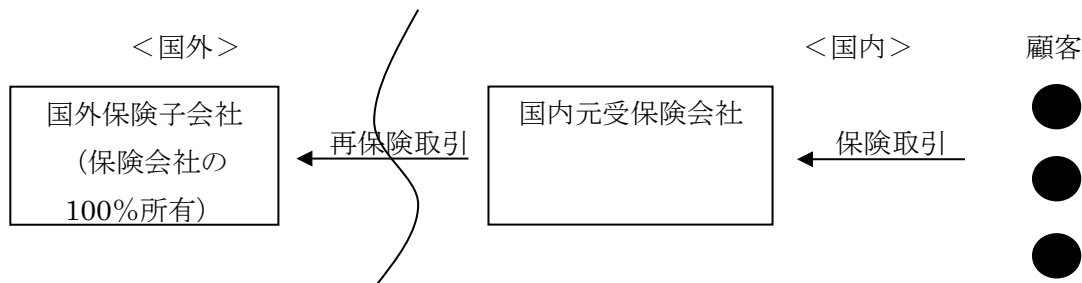 ＜国外＞
＜国内＞
顧客
国外保険子会社
（保険会社の
100％所有）
再保険取引
国内元受保険会社
保険取引